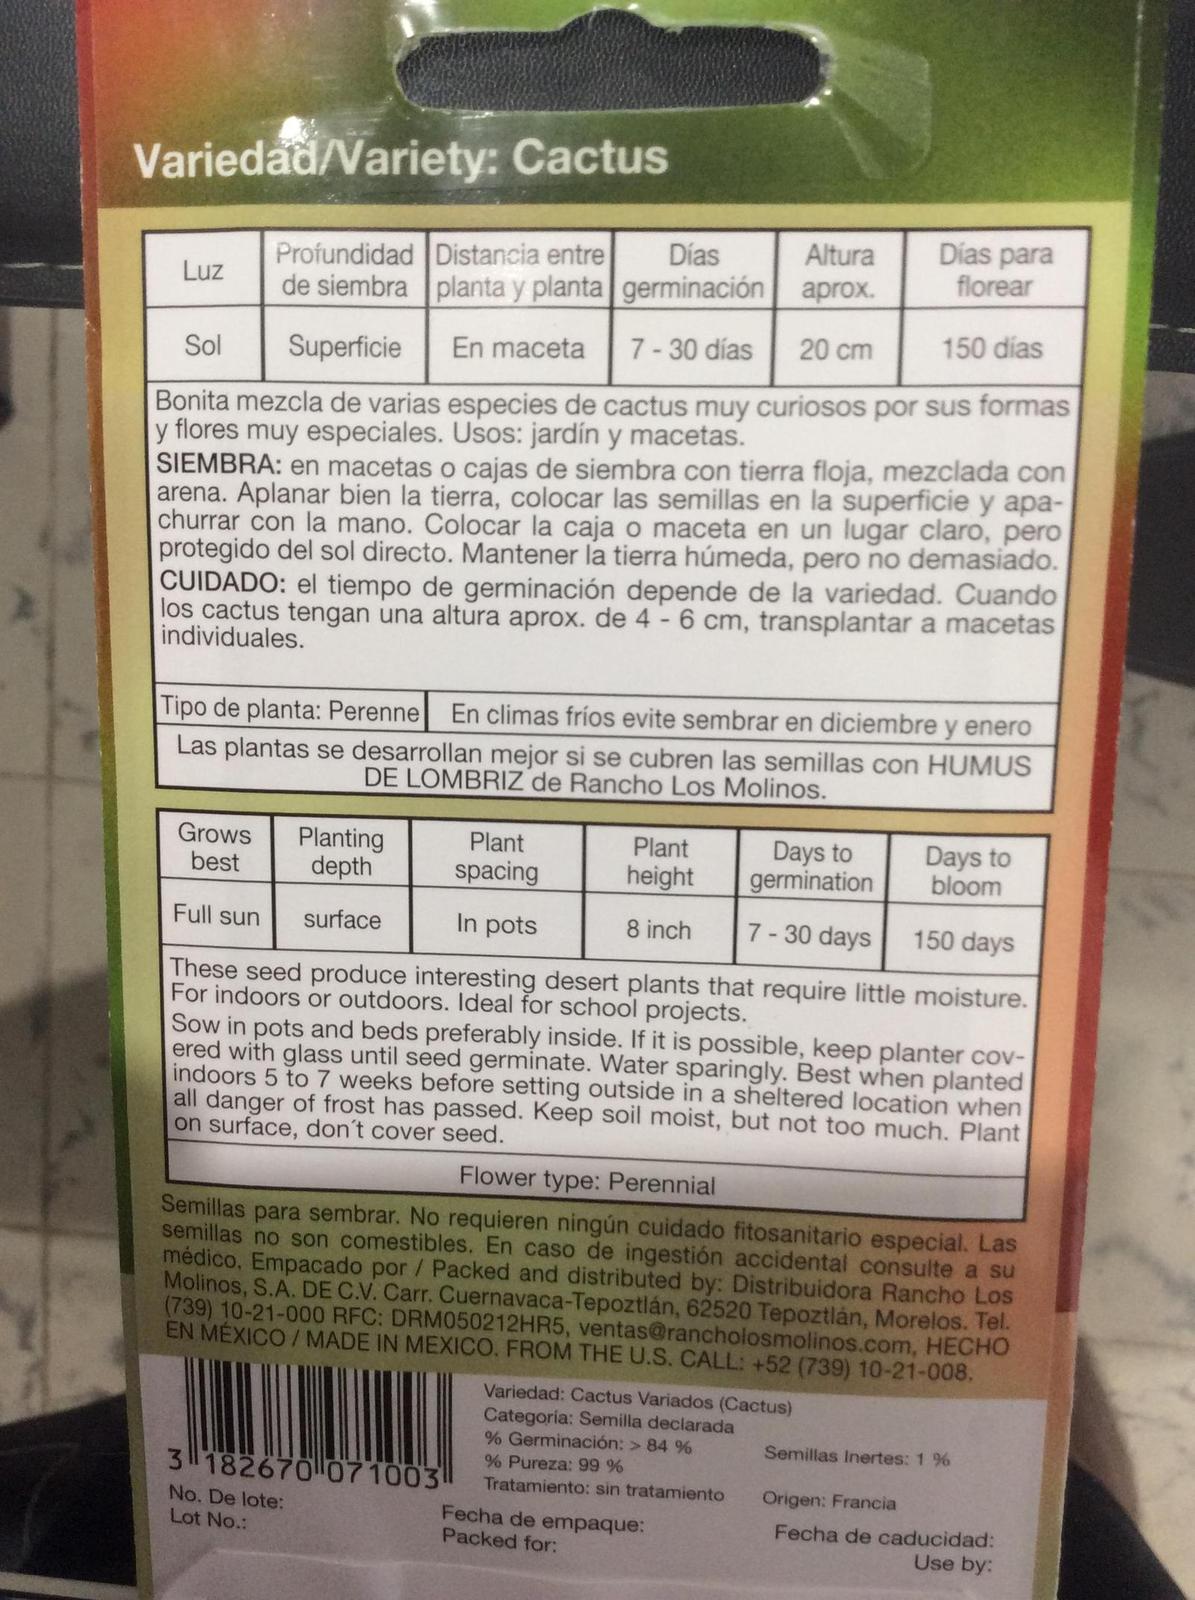 Variedad/Variety: Cactus
Luz
Profundidad de siembra
Distancia entre planta y planta
Días germinación
Altura aprox.
Días para florear
Sol
Superficie
En maceta
7 - 30 días
20 cm
150 días
Bonita mezcla de varias especies de cactus muy curiosos por sus formas
y flores muy especiales. Usos: jardín y macetas.
SIEMBRA: en macetas o cajas de siembra con tierra floja, mezclada con
arena. Aplanar bien la tierra, colocar las semillas en la superficie y apa-
churrar con la mano. Colocar la caja o maceta en un lugar claro, pero
protegido del sol directo. Mantener la tierra húmeda, pero no demasiado.
CUIDADO: el tiempo de germinación depende de la variedad. Cuando
los cactus tengan una altura aprox. de 4 - 6 cm, transplantar a macetas
individuales.
Tipo de planta: Perenne
En climas fríos evite sembrar en diciembre y enero
Las plantas se desarrollan mejor si se cubren las semillas con HUMUS
DE LOMBRIZ de Rancho Los Molinos.
Grows best
Planting depth
Plant spacing
Plant height
Days to germination
Days to bloom
Full sun
surface
In pots
8 inch
7 - 30 days
150 days
These seed produce interesting desert plants that require little moisture.
For indoors or outdoors. Ideal for school projects.
Sow in pots and beds preferably inside. If it is possible, keep planter cov-
ered with glass until seed germinate. Water sparingly. Best when planted
indoors 5 to 7 weeks before setting outside in a sheltered location when
all danger of frost has passed. Keep soil moist, but not too much. Plant
on surface, don´t cover seed.
Flower type: Perennial
Semillas para sembrar. No requieren ningún cuidado fitosanitario especial. Las
semillas no son comestibles. En caso de ingestión accidental consulte a su
médico. Empacado por / Packed and distributed by: Distribuidora Rancho Los
Molinos, S.A. DE C.V. Carr. Cuernavaca-Tepoztlán, 62520 Tepoztlán, Morelos. Tel.
(739) 10-21-000 RFC: DRM050212HR5, ventas@rancholosmolinos.com, HECHO
EN MÉXICO / MADE IN MEXICO. FROM THE U.S. CALL: +52 (739) 10-21-008.
3 182670 071003
Variedad: Cactus Variados (Cactus)
Categoría: Semilla declarada
% Germinación: > 84 %
Semillas Inertes: 1 %
% Pureza: 99 %
Tratamiento: sin tratamiento
Origen: Francia
No. De lote:
Lot No.:
Fecha de empaque:
Packed for:
Fecha de caducidad:
Use by: